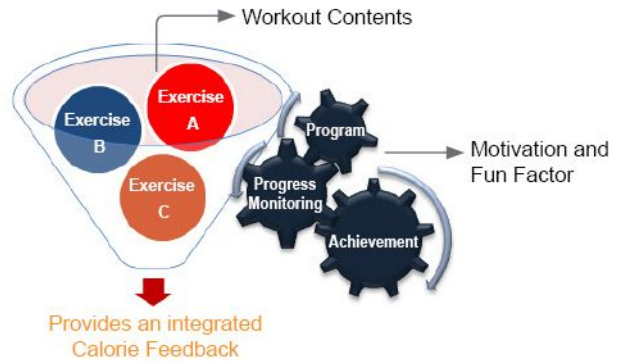 Workout Contents
Exercise
A
Exercise
B
Exercise
C
Program
Progress
Monitoring
Achievement
Motivation and
Fun Factor
Provides an integrated
Calorie Feedback